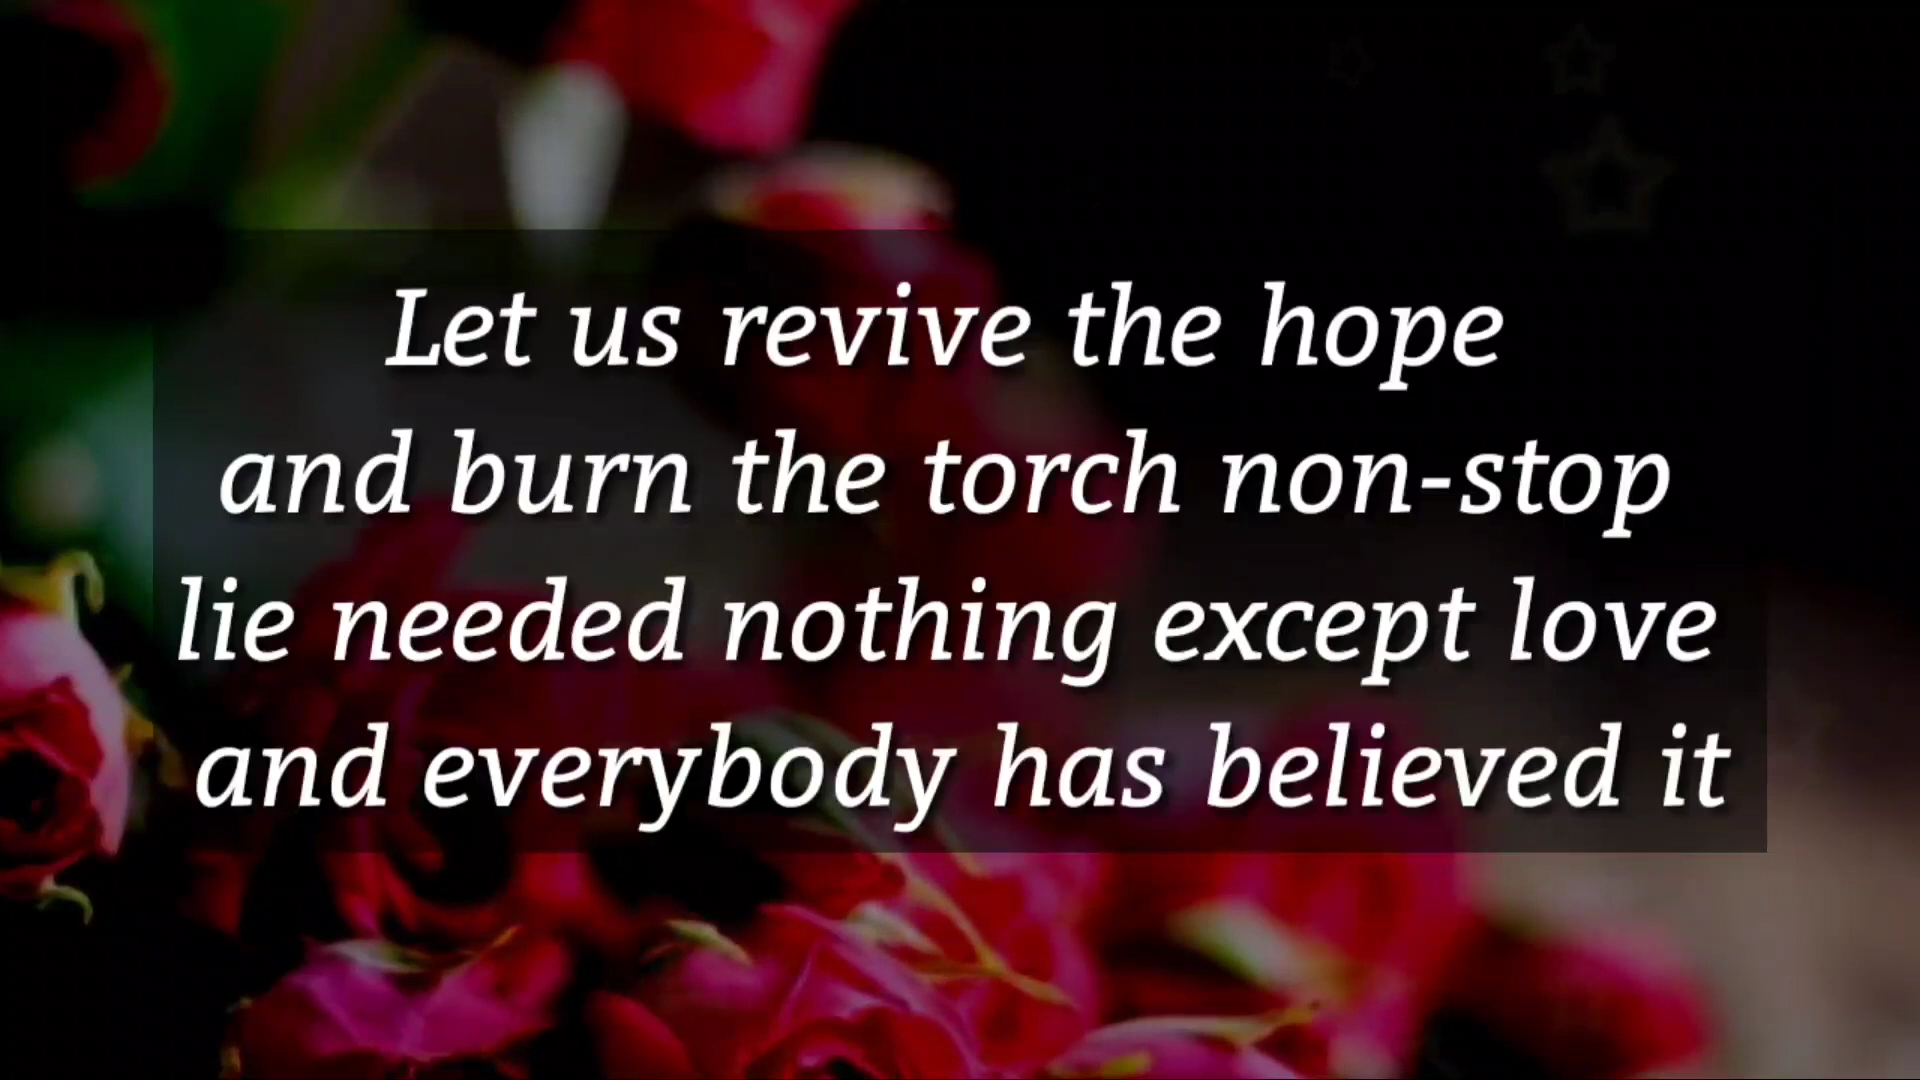 Let us revive the hope
and burn the torch non-stop
lie needed nothing except love
and everybody has believed it